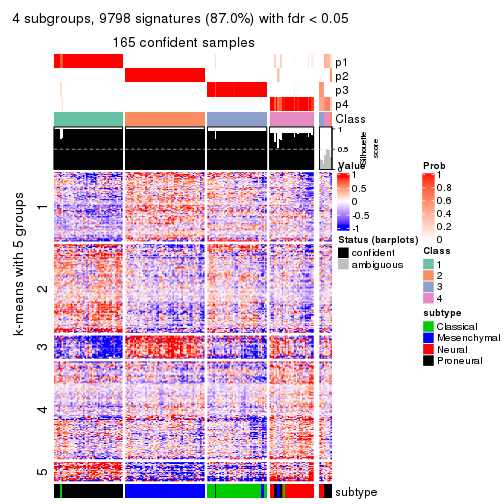 4 subgroups, 9798 signatures (87.0%) with fdr < 0.05
165 confident samples
p1
p2
p3
p4
Class
1
0.5
Silhouette
score
k-means with 5 groups
1
2
3
4
5
subtype
Value
1
0.5
0
-0.5
-1
Status (barplots)
confident
ambiguous
Prob
1
0.8
0.6
0.4
0.2
0
Class
1
2
3
4
subtype
Classical
Mesenchymal
Neural
Proneural